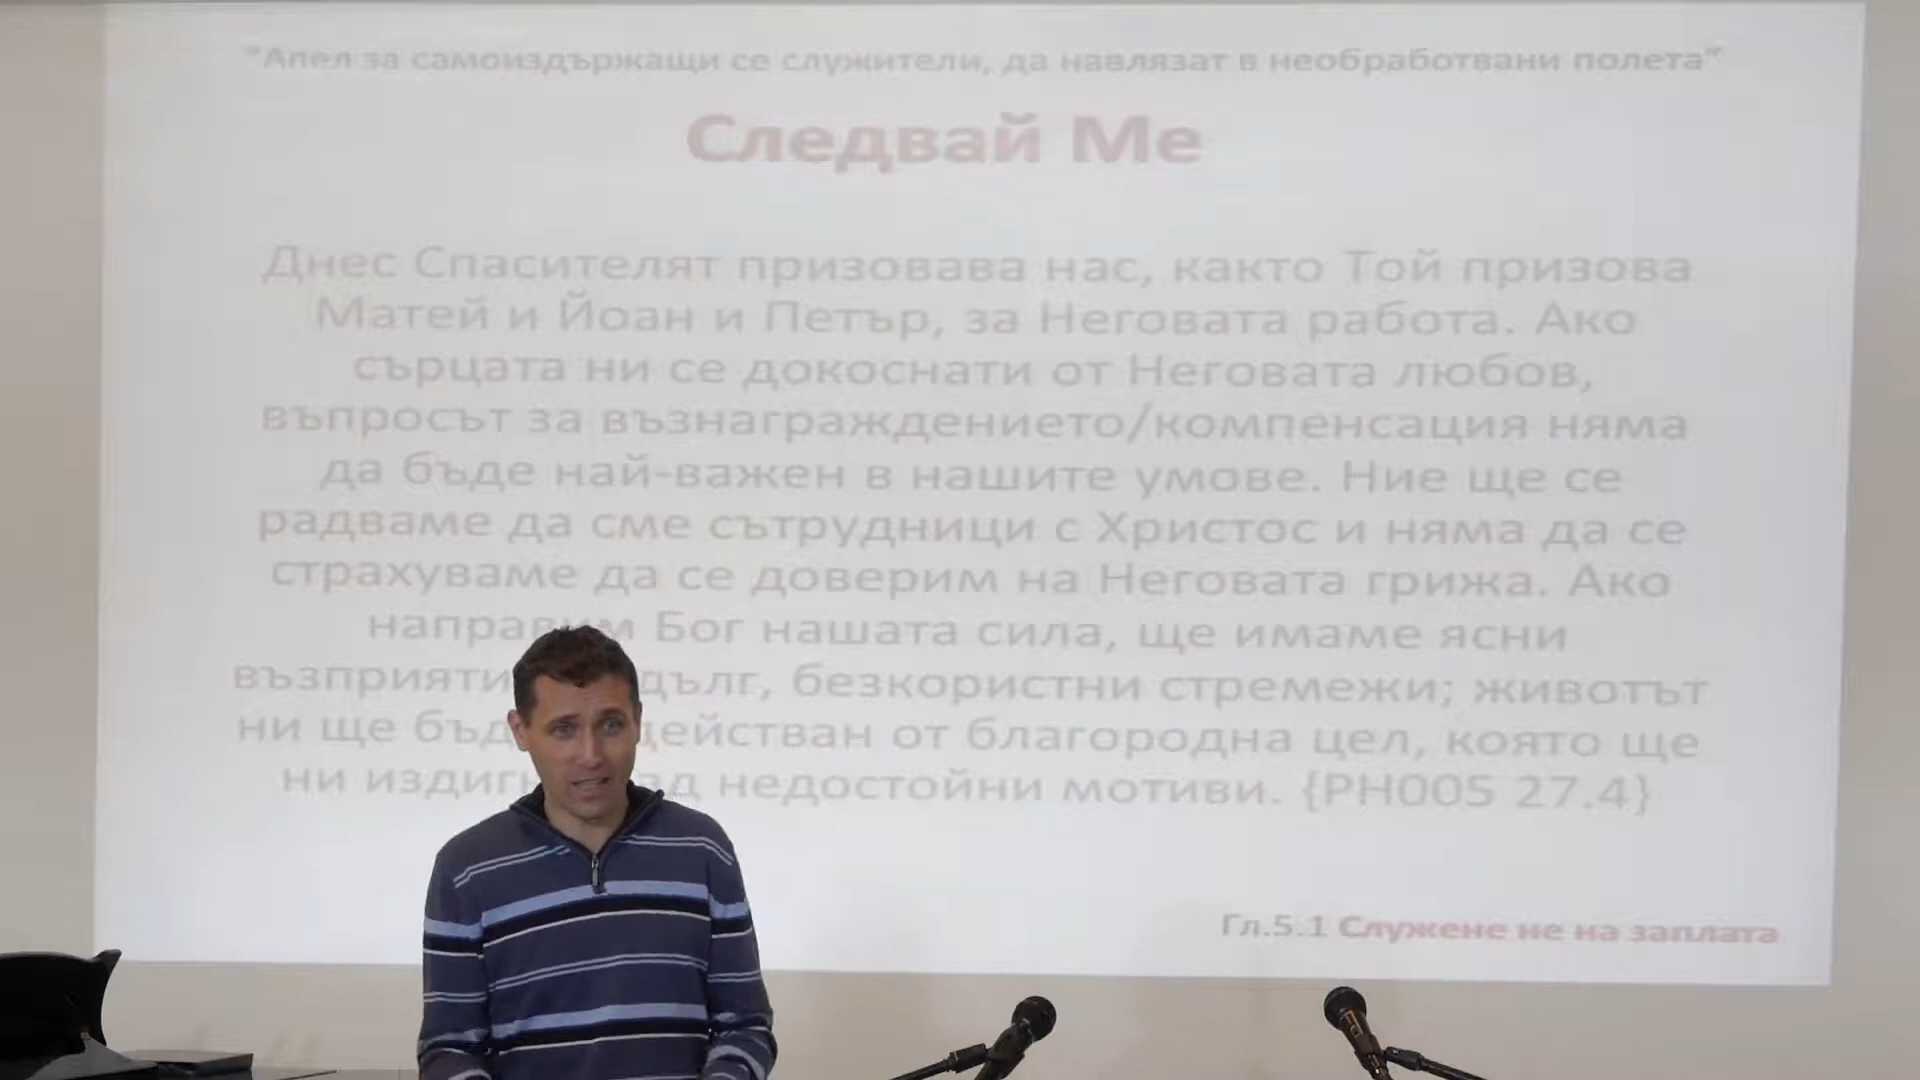 "Апел за самоиздържащи се служители, да навлязат в необработвани полета"
Следвай Ме
Днес Спасителят призовава нас, както Той призова
Матей и Йоан и Петър, за Неговата работа. Ако
сърцата ни се докоснати от Неговата любов,
въпросът за възнаграждението/компенсация няма
да бъде най-важен в нашите умове. Ние ще се
радваме да сме сътрудници с Христос и няма да се
страхуваме да се доверим на Неговата грижа. Ако
направим Бог нашата сила, ще имаме ясни
дълг, безкористни стремежи; животът
ни ще от благородна цел, която ще
ни недостойни мотиви. {PH005 27.4}
Гл.5.1 Служене не на заплата